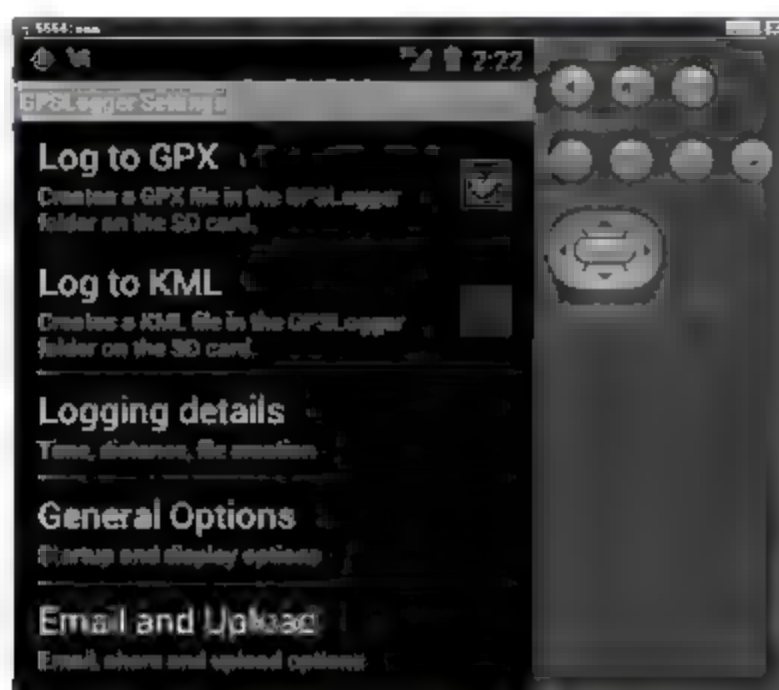 2:22
GPSLogger Settings
Log to GPX
Creates a GPX file in the GPSLogger
folder on the SD card.
Log to KML
Creates a KML file in the GPSLogger
folder on the SD card.
Logging details
Time, distance, file creation
General Options
Startup and display options
Email and Upload
Email, share and upload options